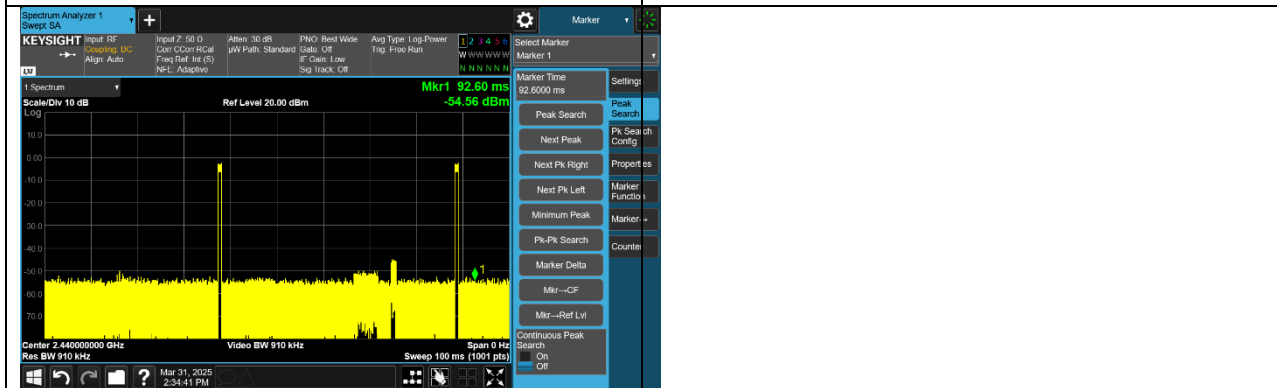 Spectrum Analyzer 1
Swept SA
Marker
KEYSIGHT
Input: RF
Coupling: DC
Align: Auto
Input Z: 50 Ω
Corr CCorr RCal
Freq Ref: Int (S)
NFE: Adaptive
Atten: 30 dB
µW Path: Standard
PNO: Best Wide
Gate: Off
IF Gain: Low
Sig Track: Off
Avg Type: Log-Power
Trig: Free Run
1 2 3 4 5 6
W W W W W W
N N N N N N
LXI
Select Marker
Marker 1
1 Spectrum
Scale/Div 10 dB
Ref Level 20.00 dBm
Mkr1 92.60 ms
-54.56 dBm
Log
10.0
0.00
-10.0
-20.0
-30.0
-40.0
-50.0
-60.0
-70.0
1
Center 2.440000000 GHz
Res BW 910 kHz
Video BW 910 kHz
Span 0 Hz
Sweep 100 ms (1001 pts)
Marker Time
92.6000 ms
Peak Search
Next Peak
Next Pk Right
Next Pk Left
Minimum Peak
Pk-Pk Search
Marker Delta
Mkr→CF
Mkr→Ref Lvl
Continuous Peak
Search
On
Off
Settings
Peak
Search
Pk Search
Config
Properties
Marker
Function
Marker→
Counter
Mar 31, 2025
2:34:41 PM